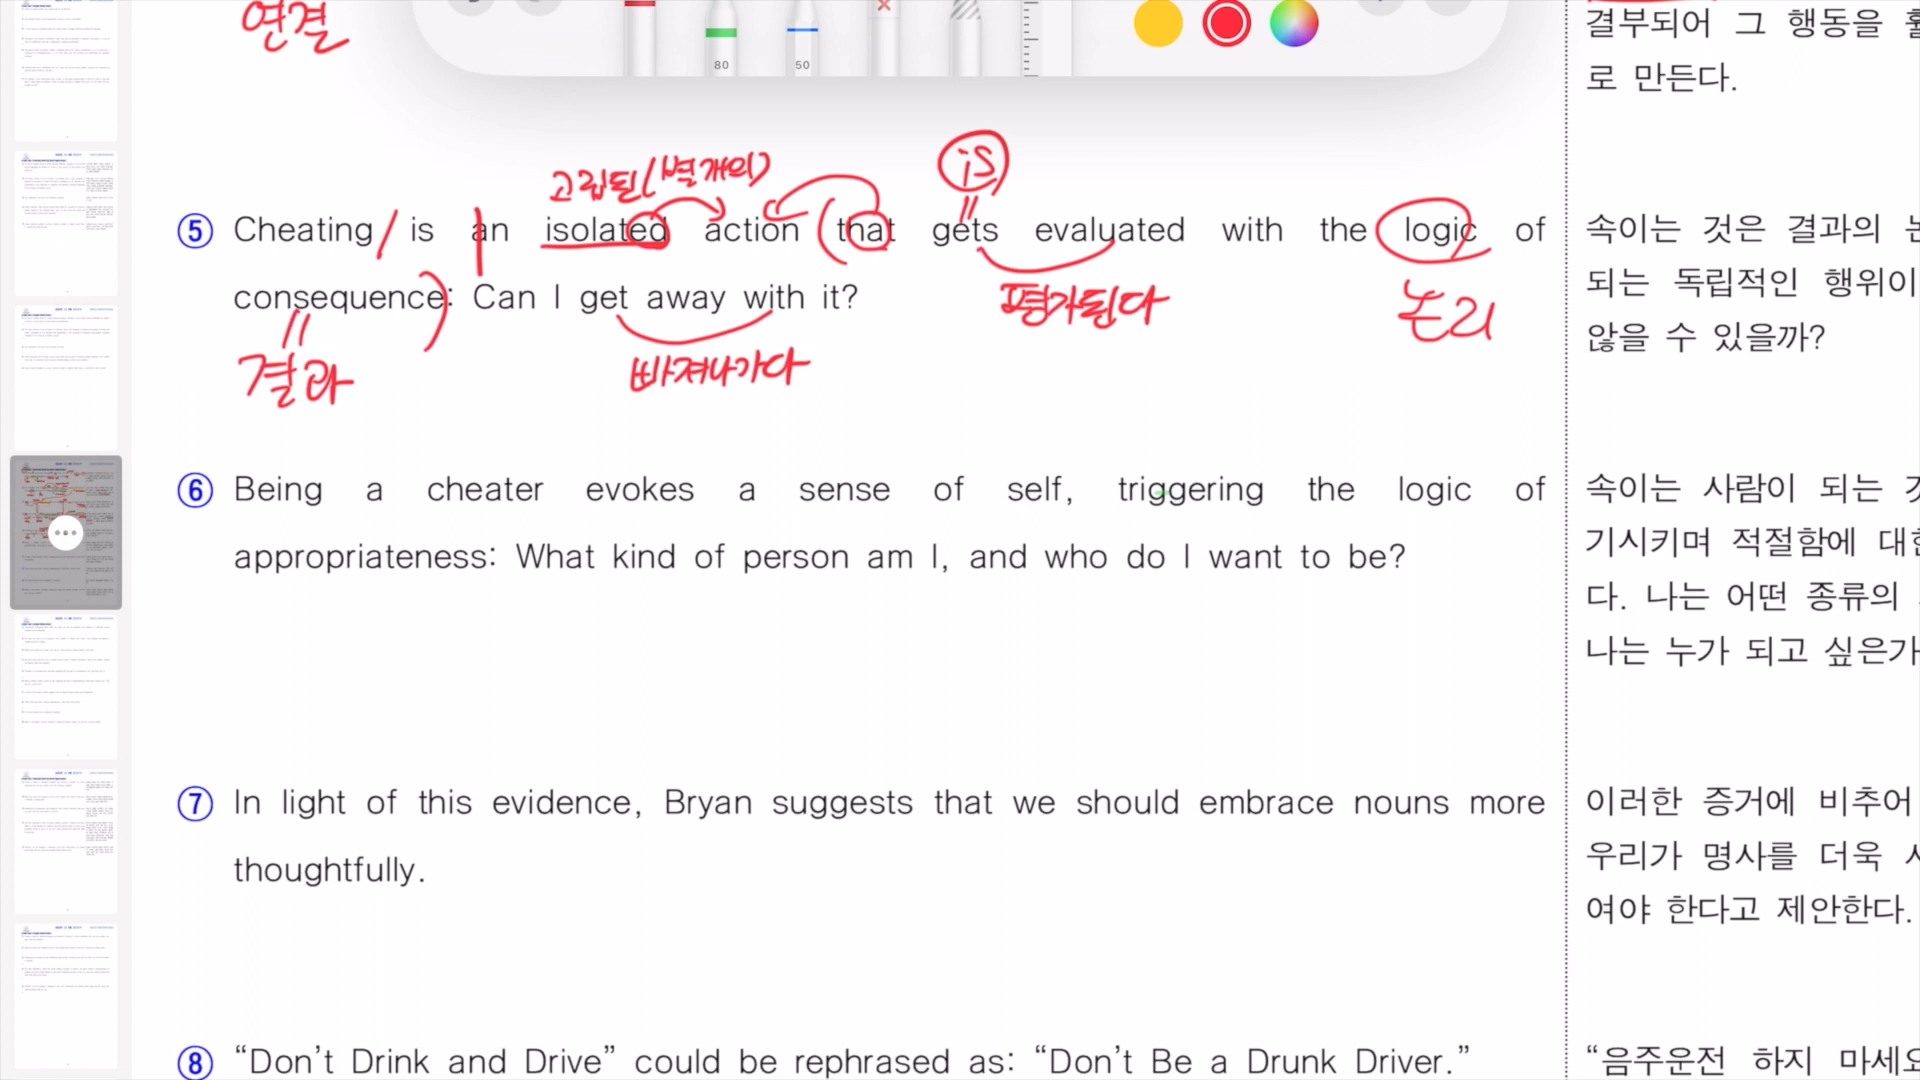 연결
80
50
결부되어 그 행동을
로 만든다.
고립된(별개의)
is
⑤ Cheating is an isolated action that gets evaluated with the logic of
consequence: Can I get away with it?
평가된다
논리
결과
빠져나가다
속이는 것은 결과의
되는 독립적인 행위이
않을 수 있을까?
⑥ Being a cheater evokes a sense of self, triggering the logic of
appropriateness: What kind of person am I, and who do I want to be?
속이는 사람이 되는
기시키며 적절함에
다. 나는 어떤 종류의
나는 누가 되고 싶은가
⑦ In light of this evidence, Bryan suggests that we should embrace nouns more
thoughtfully.
이러한 증거에 비추어
우리가 명사를 더욱
여야 한다고 제안한다.
⑧ “Don’t Drink and Drive” could be rephrased as: “Don’t Be a Drunk Driver.”
“음주운전 하지 마세요